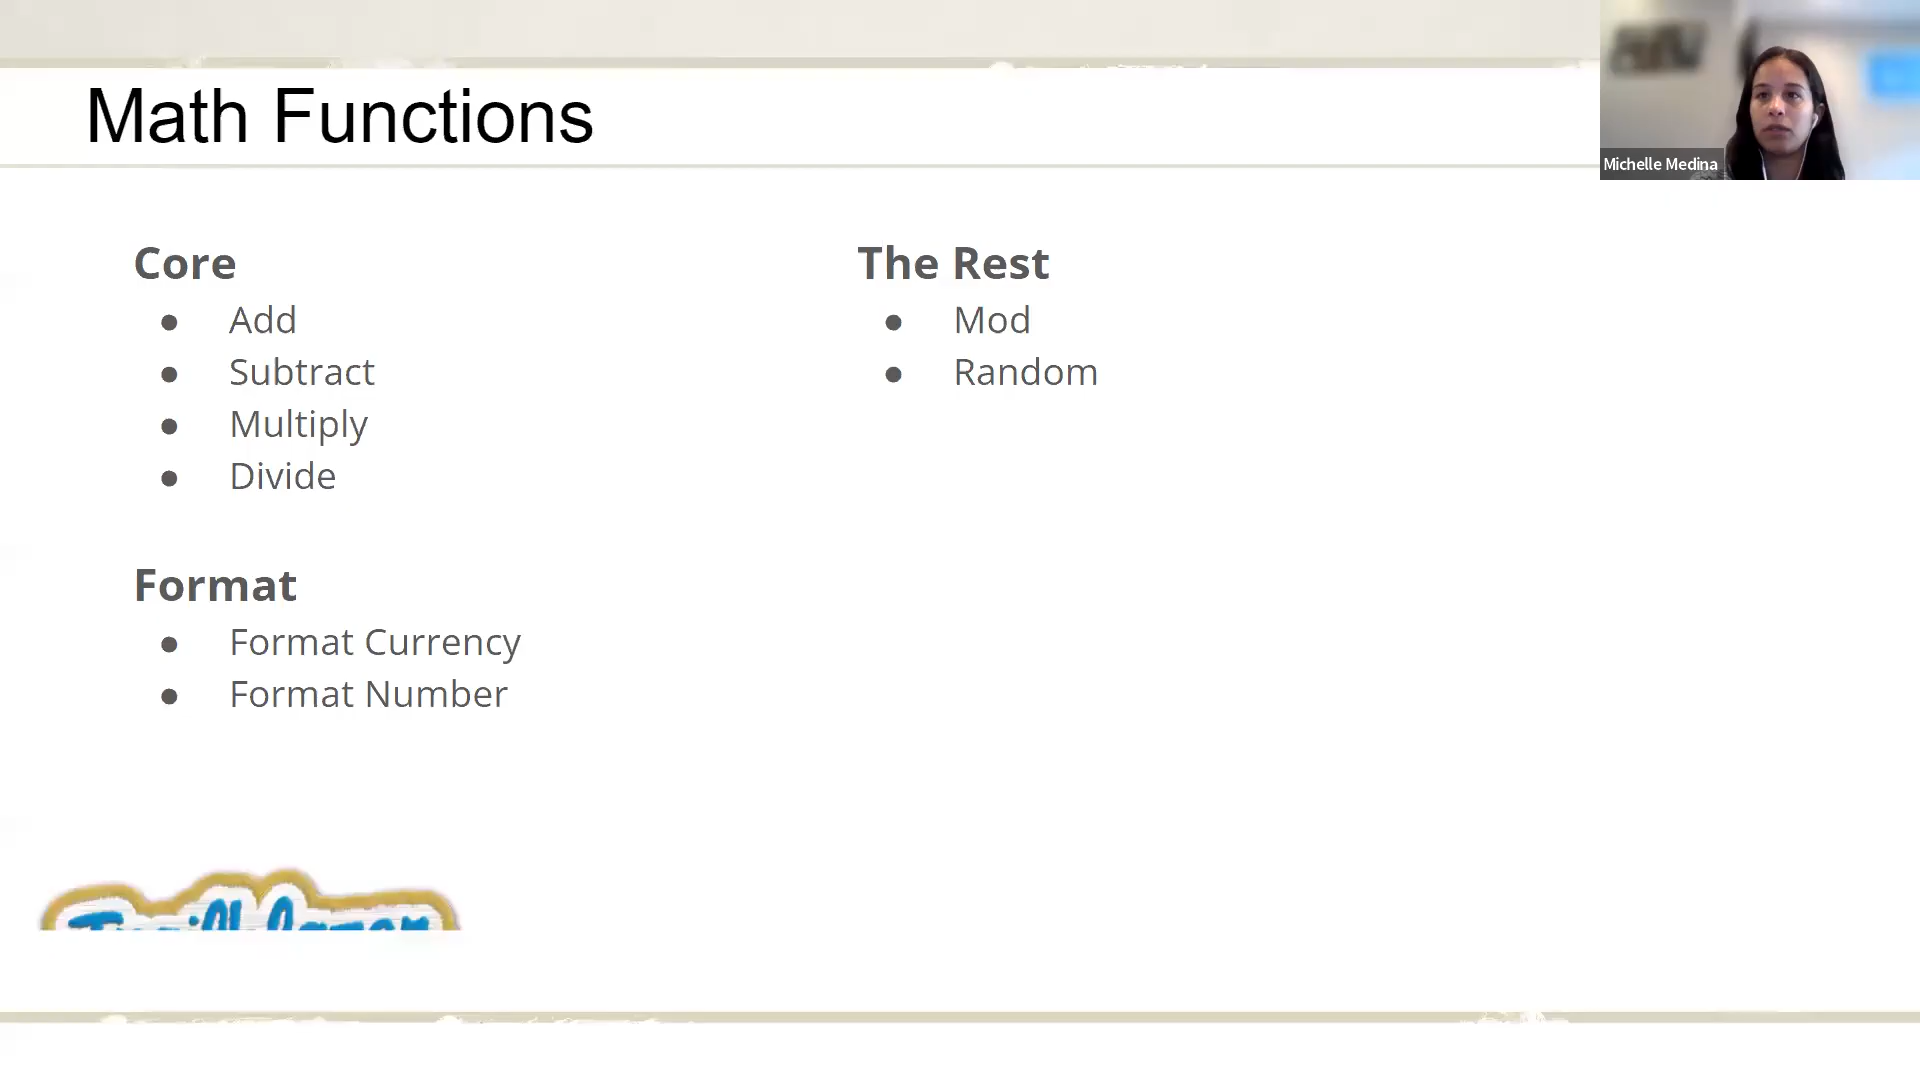 Math Functions
Michelle Medina
Core
● Add
● Subtract
● Multiply
● Divide
Format
● Format Currency
● Format Number
The Rest
● Mod
● Random